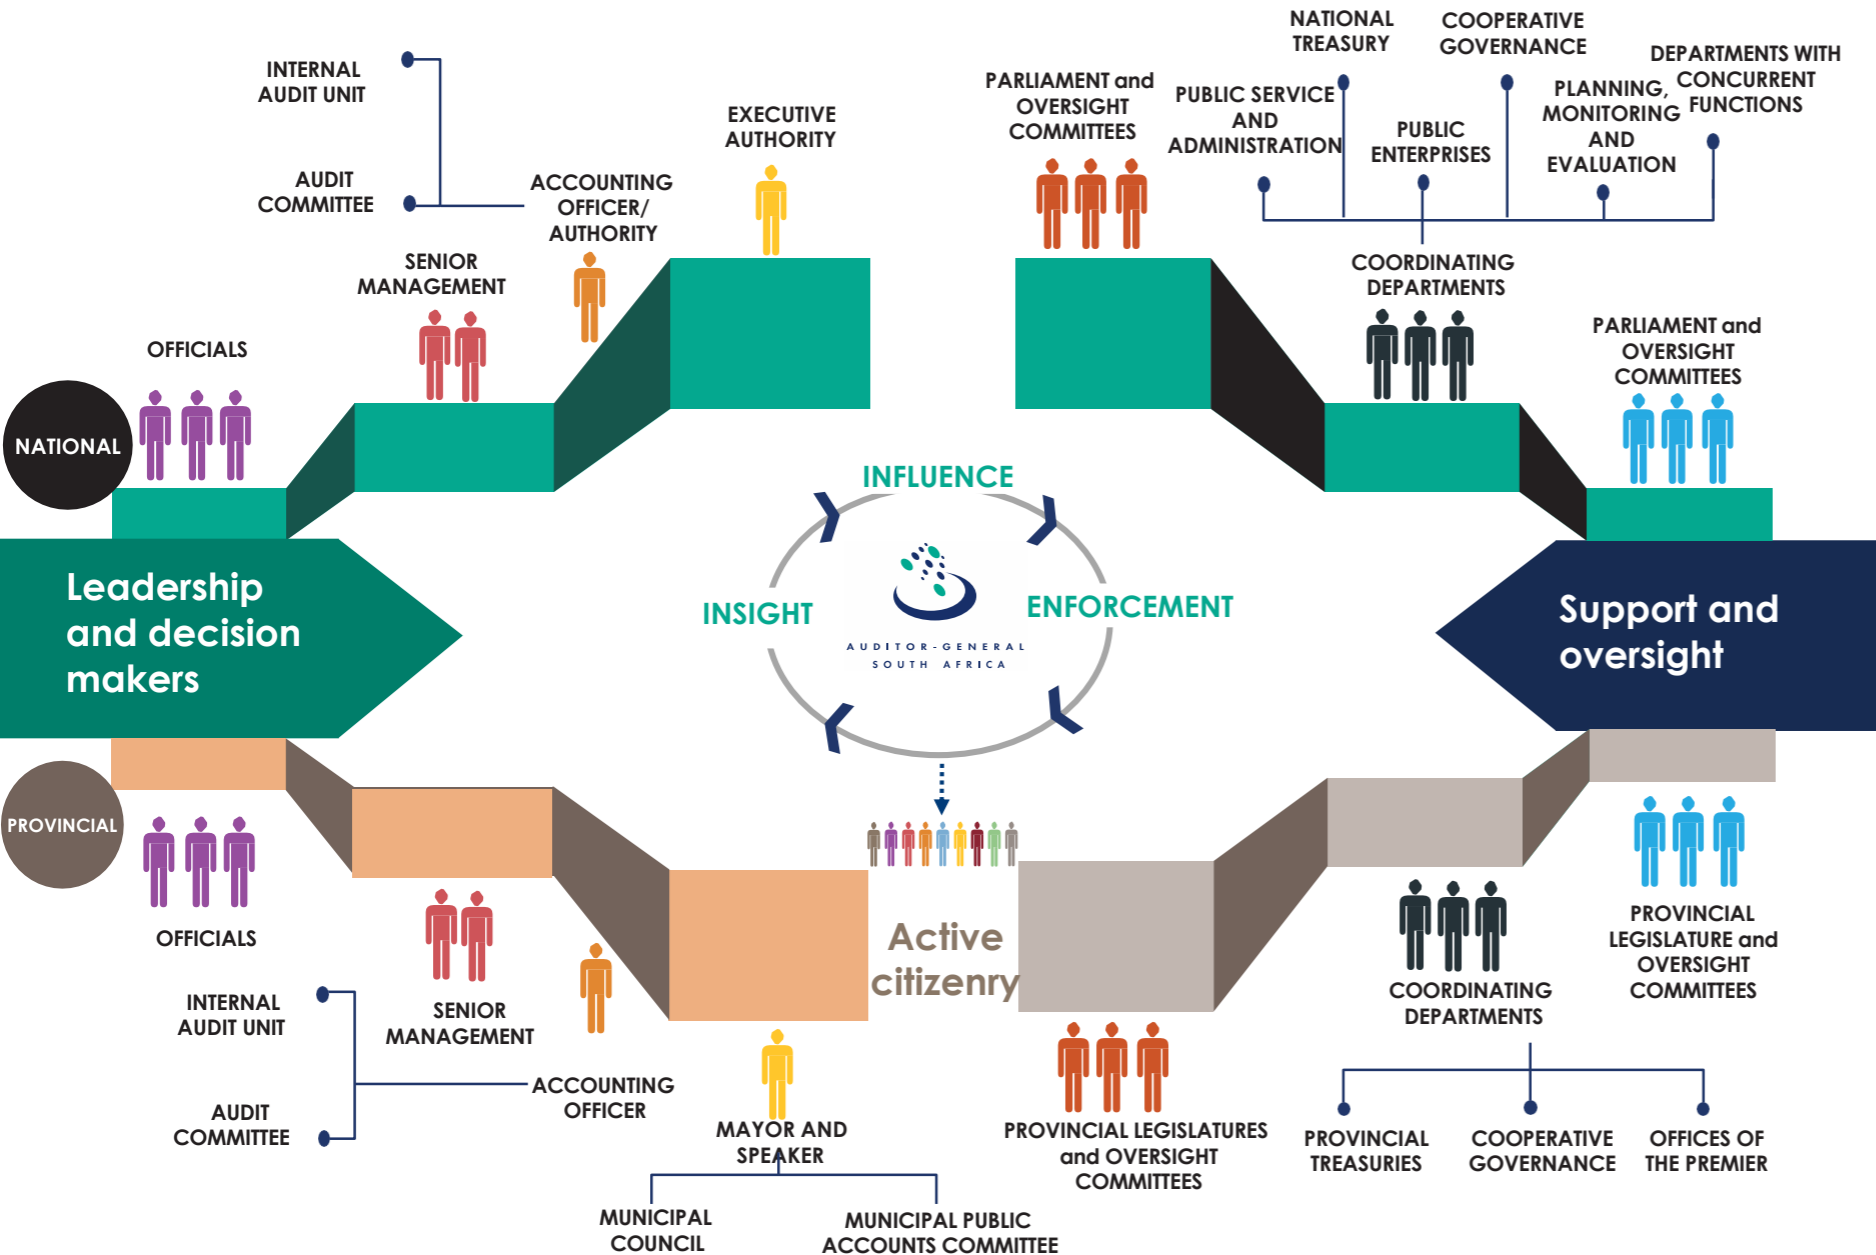 INTERNAL
AUDIT UNIT
AUDIT
COMMITTEE
ACCOUNTING
OFFICER/
AUTHORITY
EXECUTIVE
AUTHORITY
SENIOR
MANAGEMENT
OFFICIALS
NATIONAL
PARLIAMENT and
OVERSIGHT
COMMITTEES
PUBLIC SERVICE
AND
ADMINISTRATION
NATIONAL
TREASURY
PUBLIC
ENTERPRISES
COOPERATIVE
GOVERNANCE
PLANNING,
MONITORING
AND
EVALUATION
DEPARTMENTS WITH
CONCURRENT
FUNCTIONS
COORDINATING
DEPARTMENTS
PARLIAMENT and
OVERSIGHT
COMMITTEES
Leadership
and decision
makers
INFLUENCE
INSIGHT
ENFORCEMENT
AUDITOR-GENERAL
SOUTH AFRICA
Support and
oversight
PROVINCIAL
OFFICIALS
SENIOR
MANAGEMENT
INTERNAL
AUDIT UNIT
AUDIT
COMMITTEE
ACCOUNTING
OFFICER
MAYOR AND
SPEAKER
MUNICIPAL
COUNCIL
MUNICIPAL PUBLIC
ACCOUNTS COMMITTEE
Active
citizenry
PROVINCIAL LEGISLATURES
and OVERSIGHT
COMMITTEES
COORDINATING
DEPARTMENTS
PROVINCIAL
TREASURIES
COOPERATIVE
GOVERNANCE
OFFICES OF
THE PREMIER
PROVINCIAL
LEGISLATURE and
OVERSIGHT
COMMITTEES